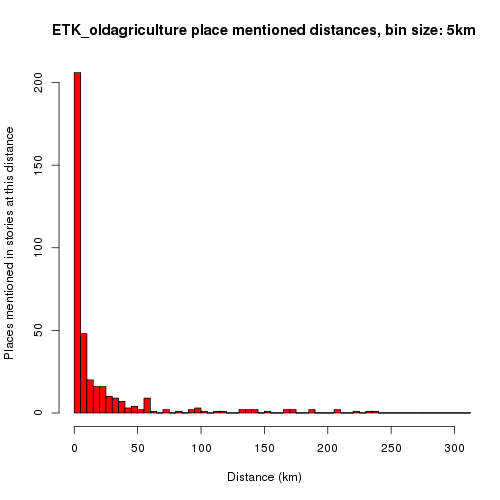 ETK_oldagriculture place mentioned distances, bin size: 5km
Places mentioned in stories at this distance
200
150
100
50
0
0 50 100 150 200 250 300
Distance (km)